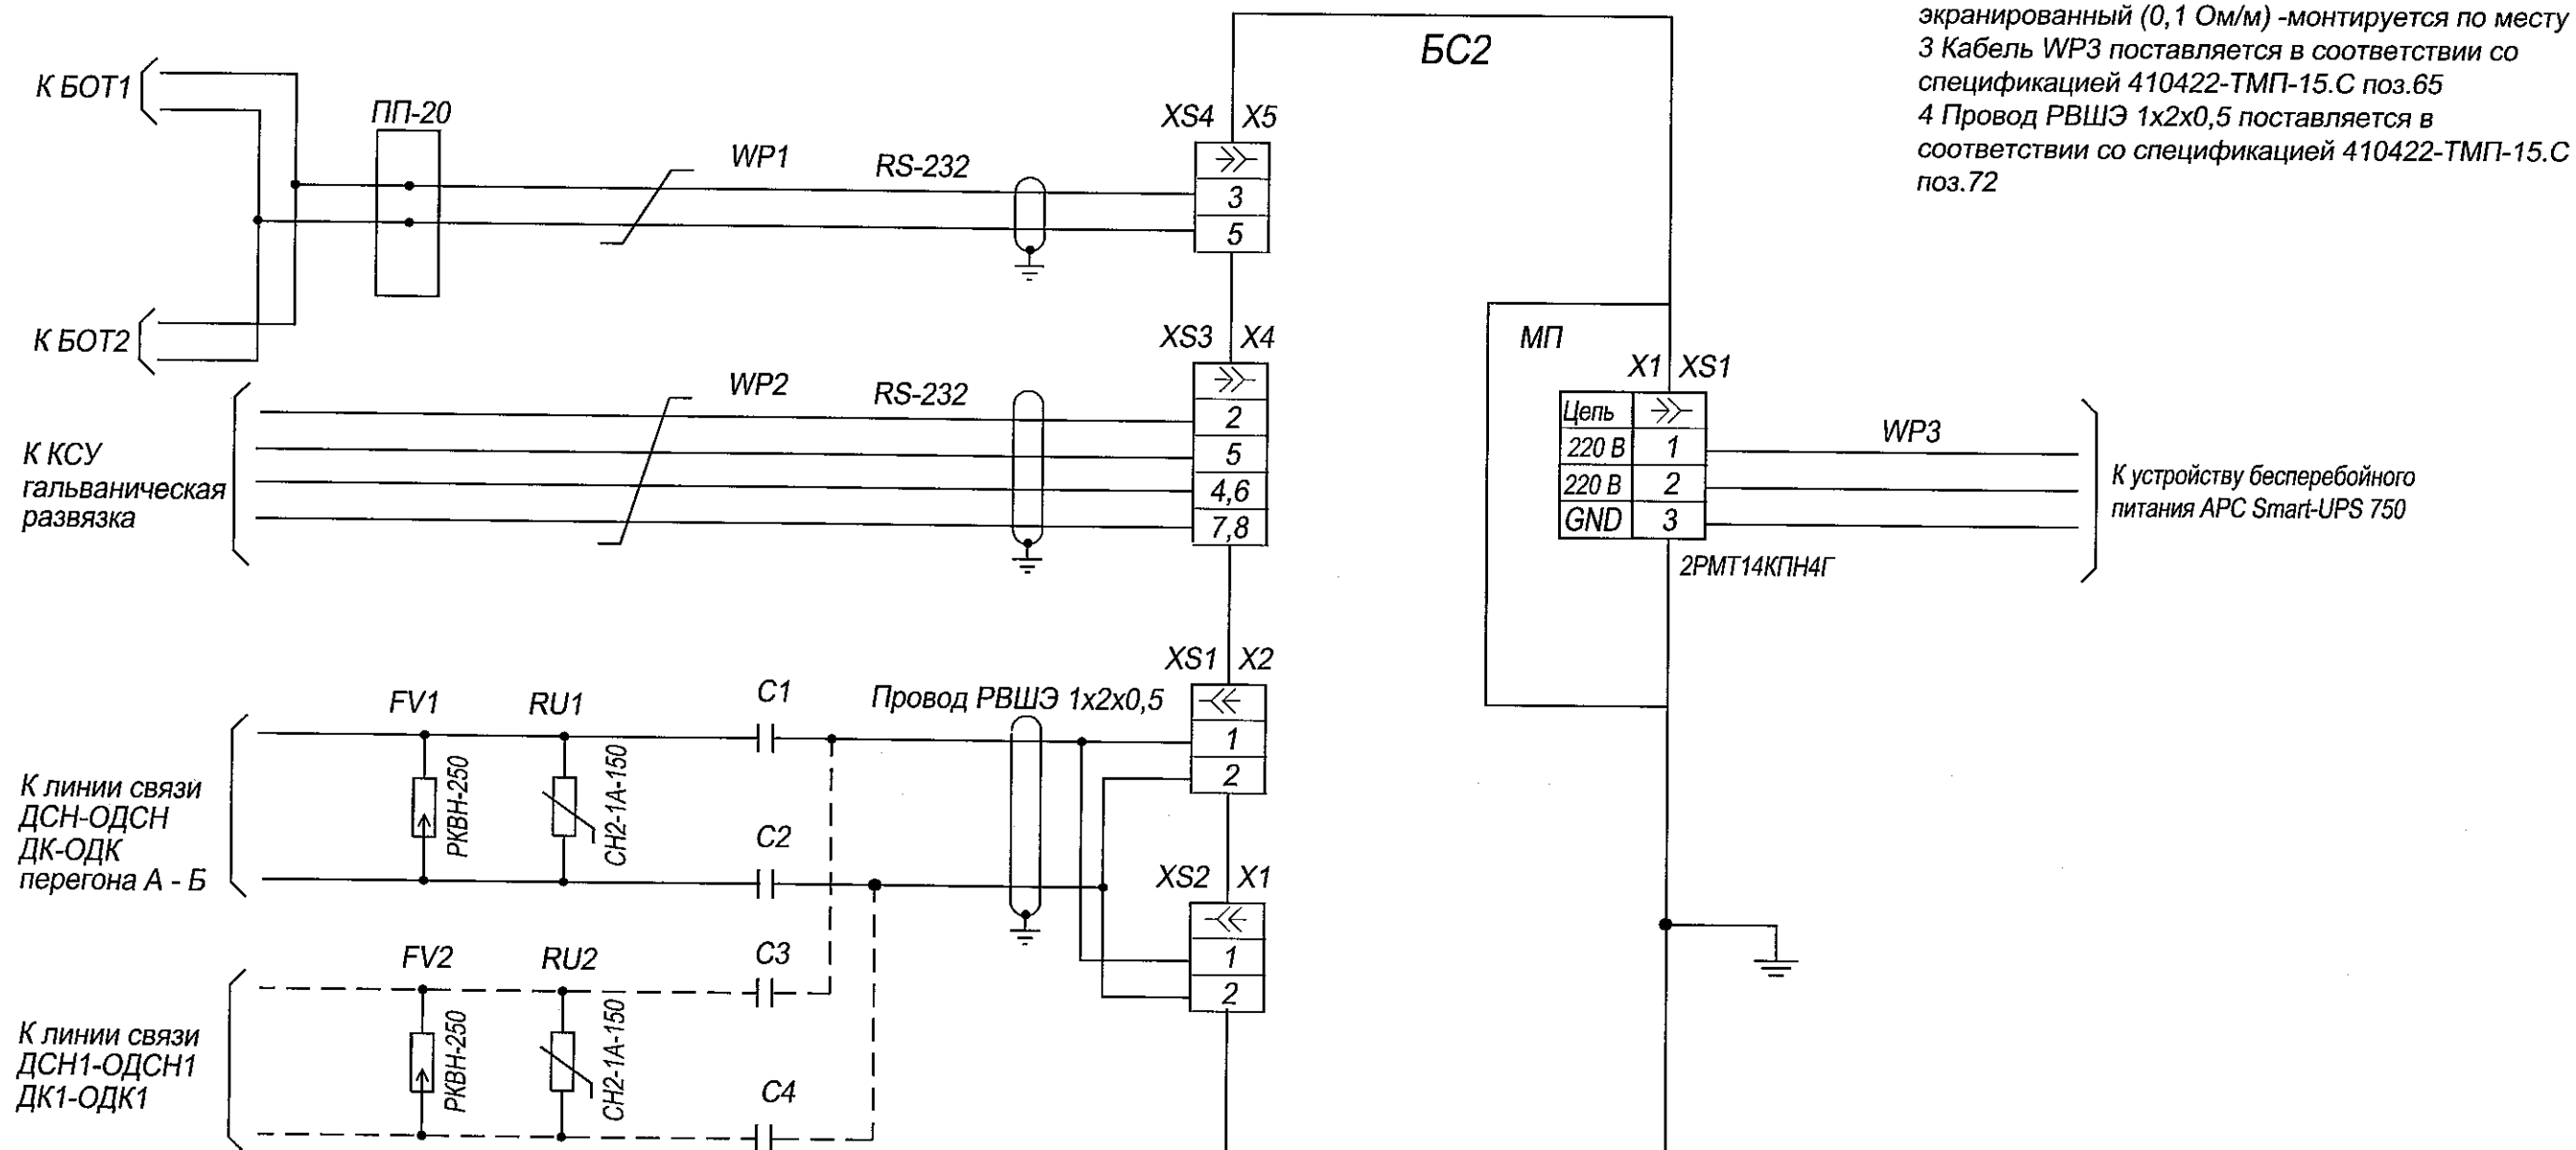 экранированный (0,1 Ом/м) -монтируется по месту
3 Кабель WP3 поставляется в соответствии со
спецификацией 410422-ТМП-15.С поз.65
4 Провод РВШЭ 1х2х0,5 поставляется в
соответствии со спецификацией 410422-ТМП-15.С
поз.72
БС2
К БОТ1
ПП-20
WP1
RS-232
XS4 X5
3
5
К БОТ2
XS3 X4
WP2
RS-232
2
5
4,6
7,8
К КСУ
гальваническая
развязка
МП
X1 XS1
Цепь
220 В 1
220 В 2
GND 3
2РМТ14КПН4Г
WP3
К устройству бесперебойного
питания APC Smart-UPS 750
XS1 X2
FV1
RU1
C1
Провод РВШЭ 1х2х0,5
1
2
РКВН-250
СН2-1А-150
К линии связи
ДСН-ОДСН
ДК-ОДК
перегона А - Б
C2
XS2 X1
1
2
FV2
RU2
C3
РКВН-250
СН2-1А-150
К линии связи
ДСН1-ОДСН1
ДК1-ОДК1
C4